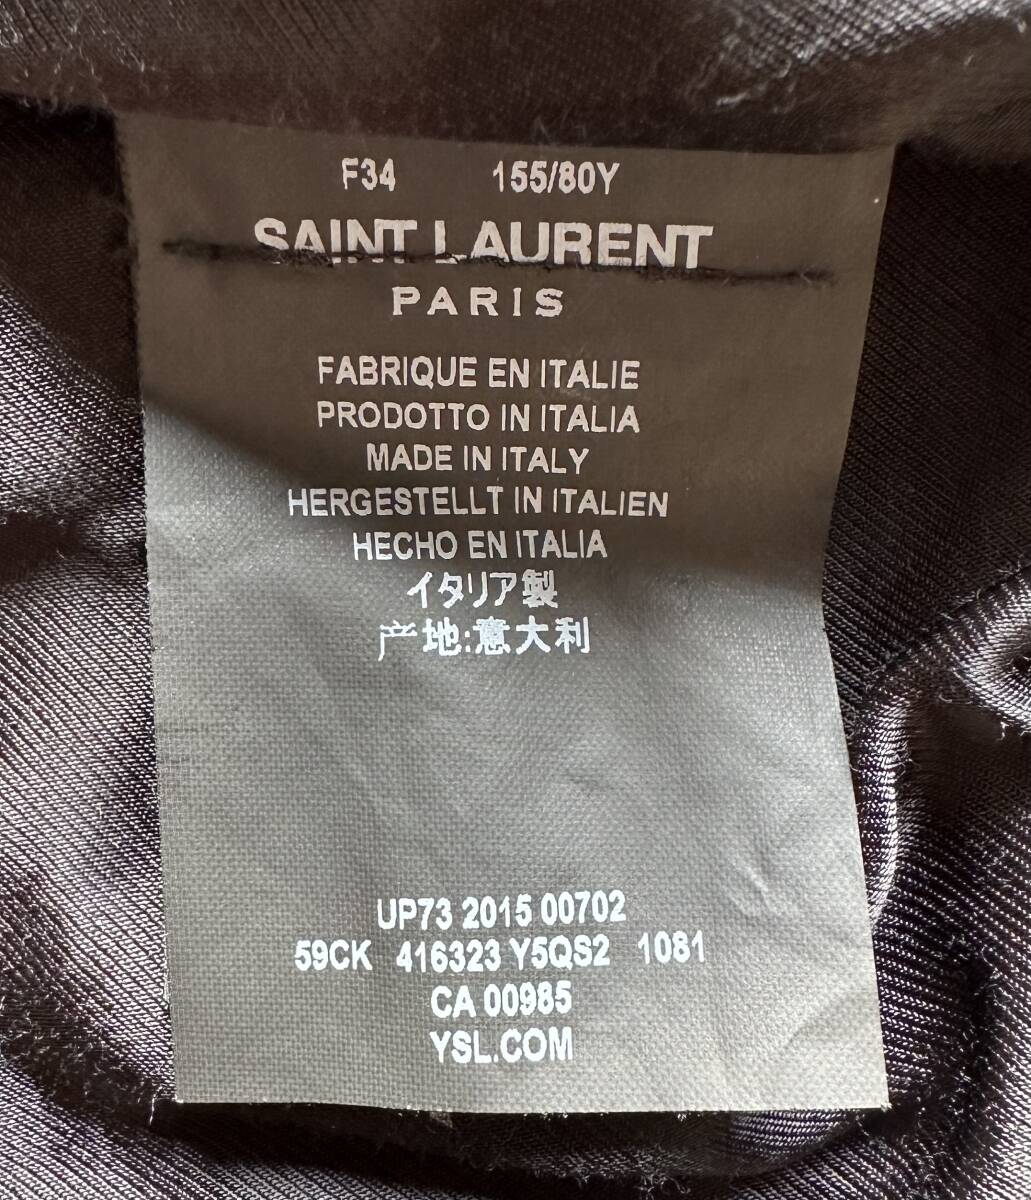 F34 155/80Y
SAINT LAURENT
PARIS
FABRIQUE EN ITALIE
PRODOTTO IN ITALIA
MADE IN ITALY
HERGESTELLT IN ITALIEN
HECHO EN ITALIA
イタリア製
产地:意大利
UP73 2015 00702
59CK 416323 Y5QS2 1081
CA 00985
YSL.COM